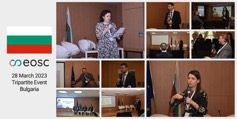 eosc
28 March 2023
Tripartite Event
Bulgaria